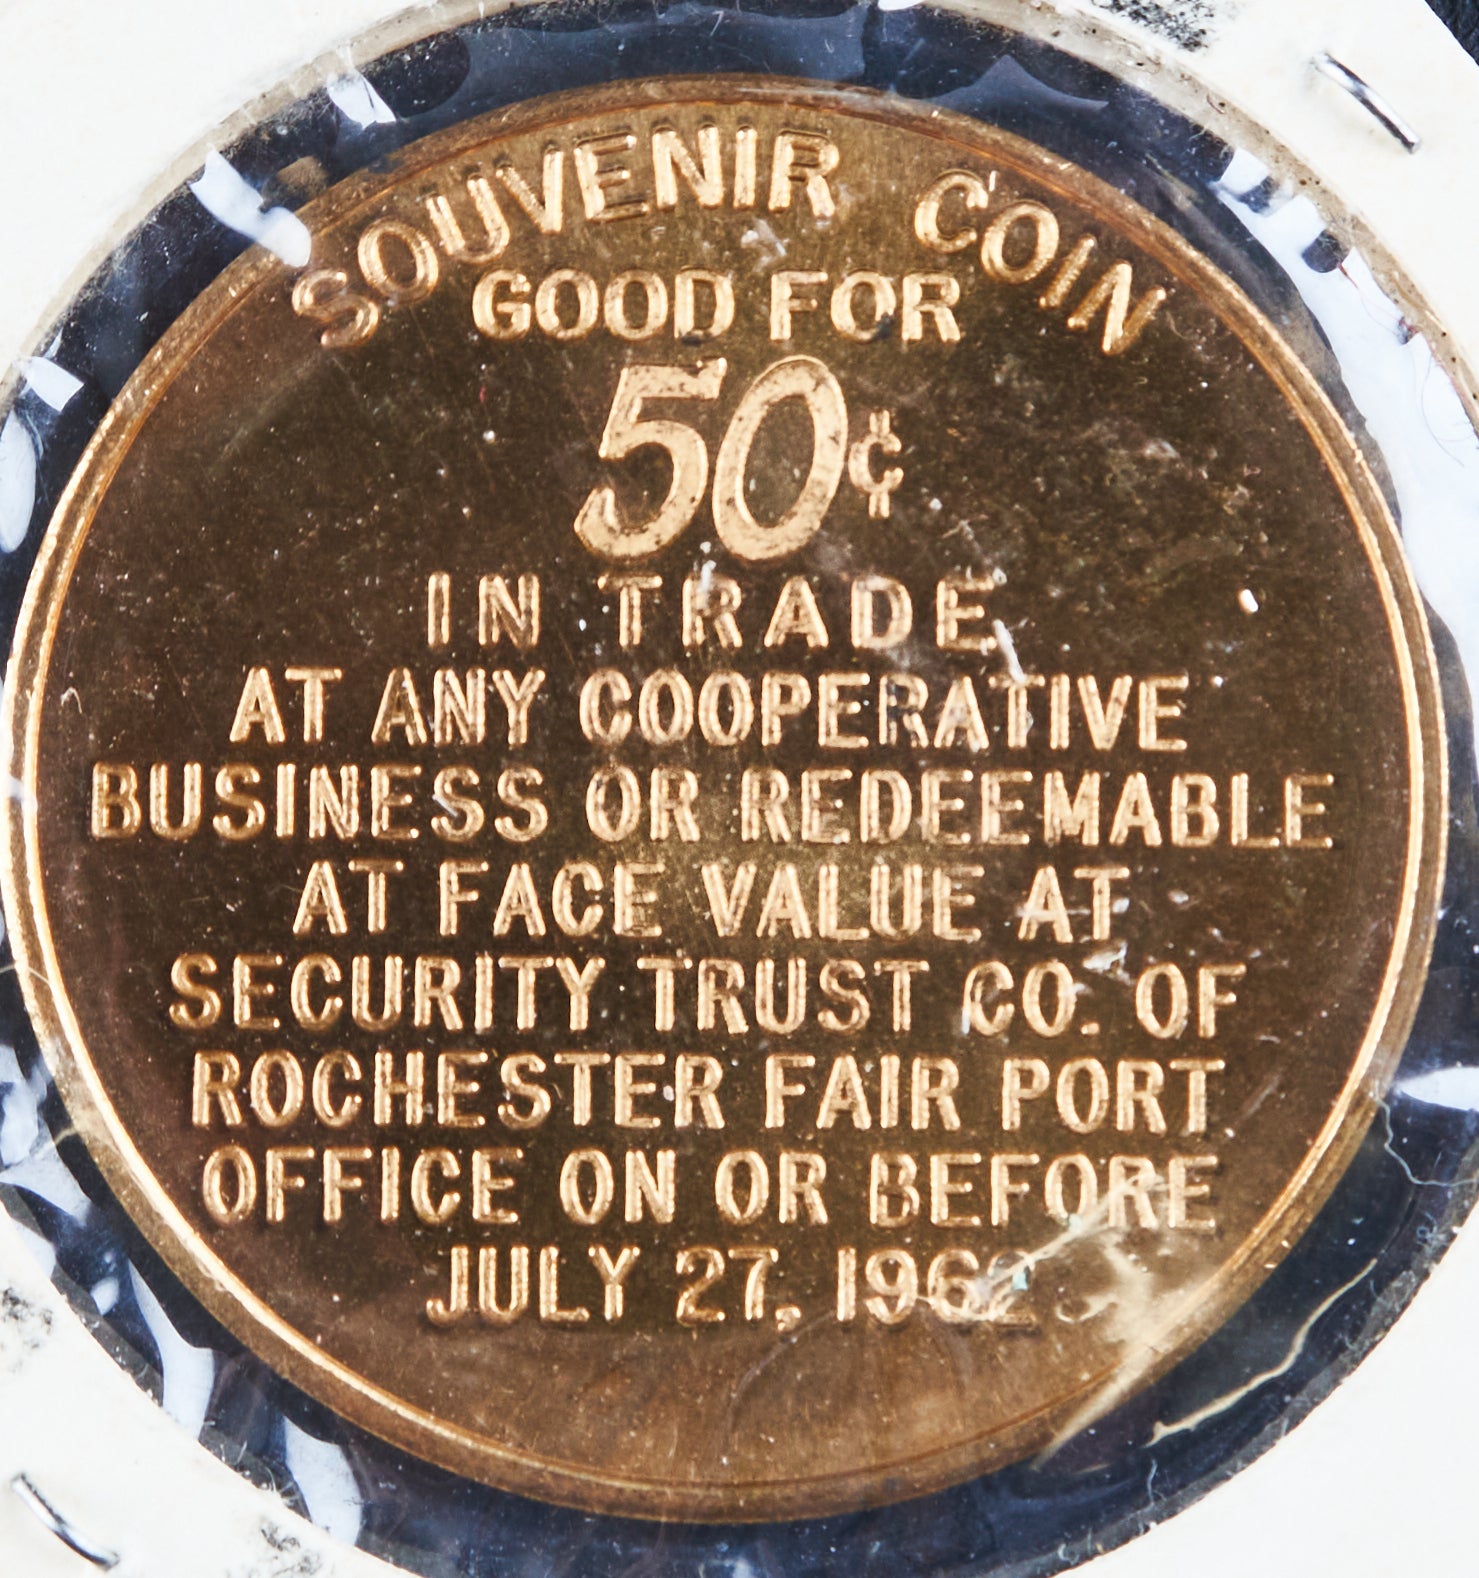 SOUVENIR COIN
GOOD FOR
50¢
IN TRADE
AT ANY COOPERATIVE
BUSINESS OR REDEEMABLE
AT FACE VALUE AT
SECURITY TRUST CO. OF
ROCHESTER FAIR PORT
OFFICE ON OR BEFORE
JULY 27, 1962